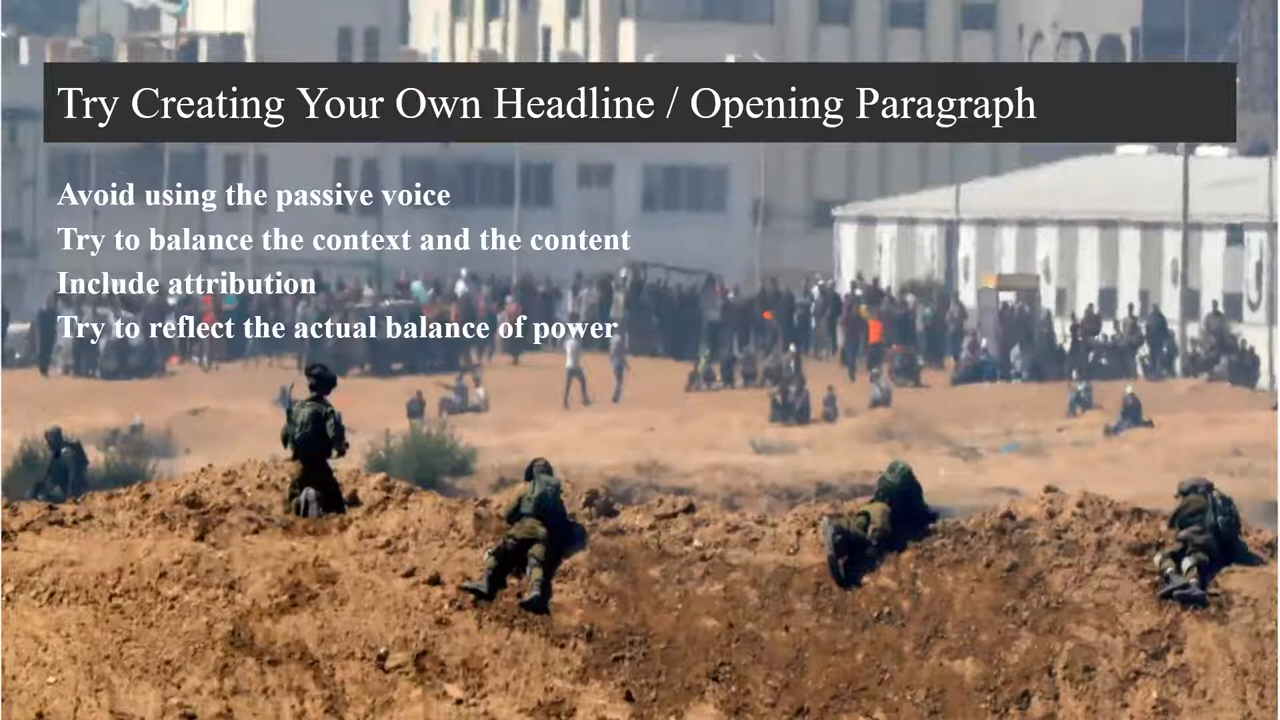 Try Creating Your Own Headline / Opening Paragraph
Avoid using the passive voice
Try to balance the context and the content
Include attribution
Try to reflect the actual balance of power